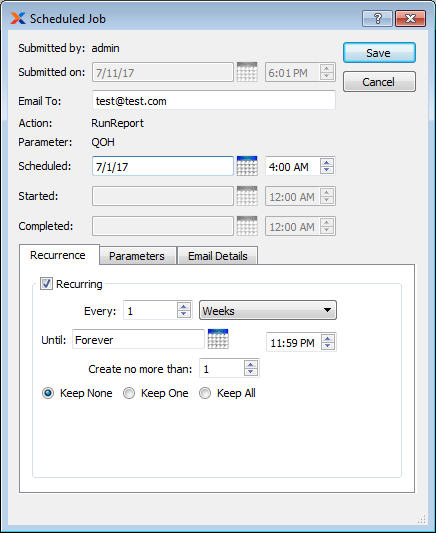 Scheduled Job
Submitted by: admin
Save
Submitted on: 7/11/17 6:01 PM
Cancel
Email To: test@test.com
Action: RunReport
Parameter: QOH
Scheduled: 7/1/17 4:00 AM
Started: 12:00 AM
Completed: 12:00 AM
Recurrence Parameters Email Details
Recurring
Every: 1 Weeks
Until: Forever 11:59 PM
Create no more than: 1
Keep None Keep One Keep All